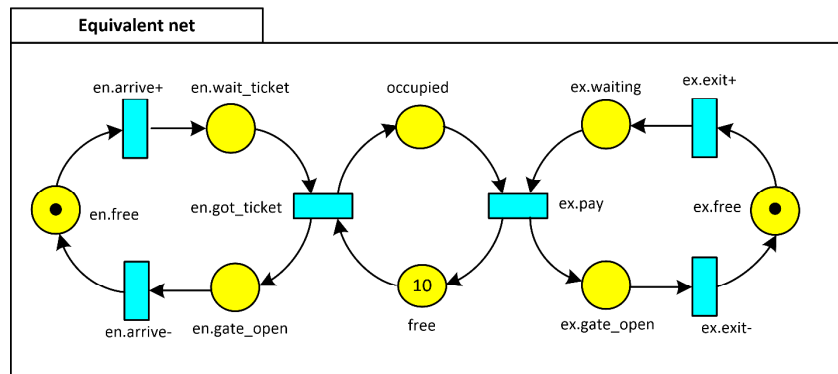 Equivalent net
en.arrive+
en.wait_ticket
occupied
ex.waiting
ex.exit+
en.free
en.got_ticket
ex.pay
ex.free
10
en.arrive-
en.gate_open
free
ex.gate_open
ex.exit-